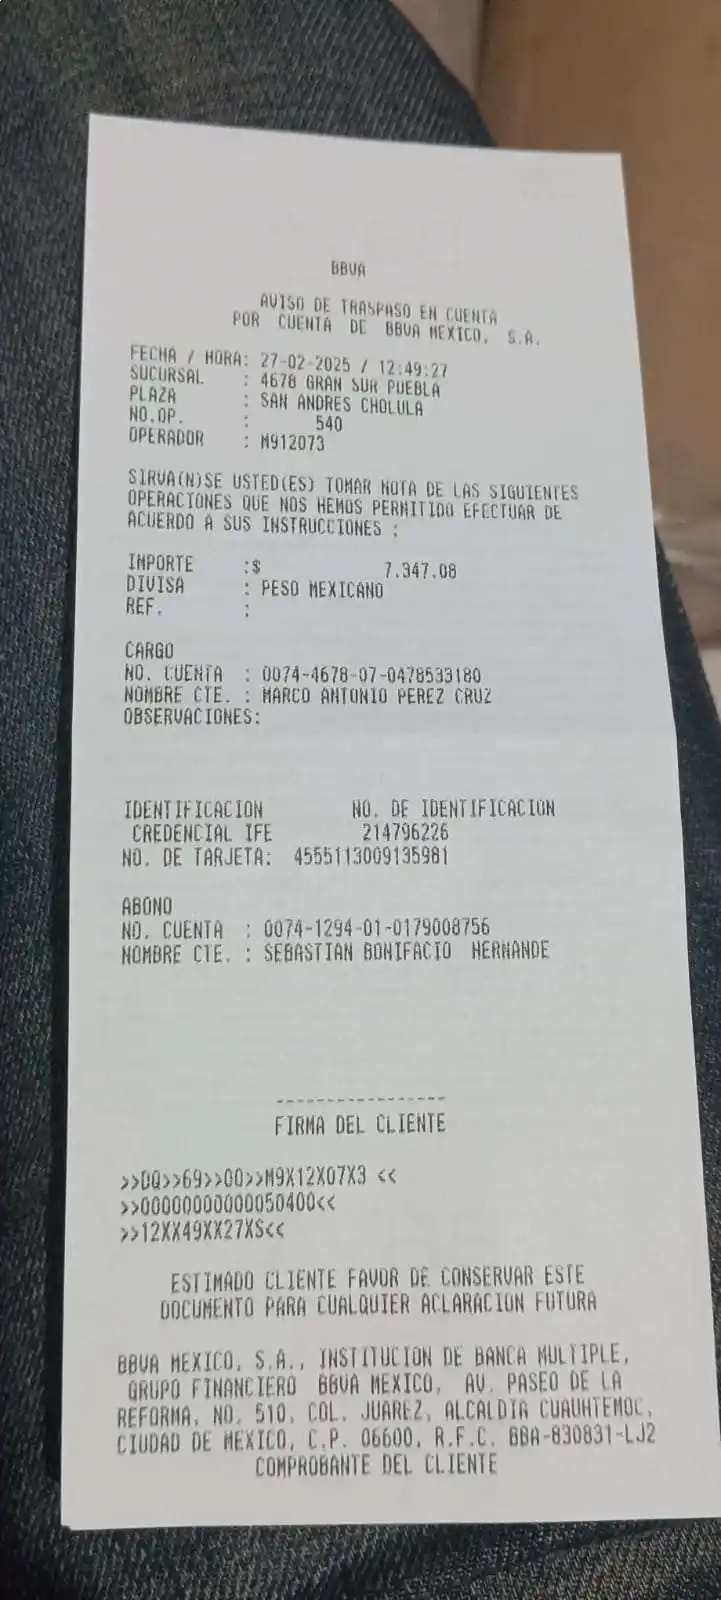 BBVA
AVISO DE TRASPASO EN CUENTA
POR CUENTA DE BBVA MEXICO, S.A.
FECHA / HORA: 27-02-2025 / 12:49:27
SUCURSAL : 4678 GRAN SUR PUEBLA
PLAZA : SAN ANDRES CHOLULA
NO.OP. : 540
OPERADOR : M912073
SIRVA(N)SE USTED(ES) TOMAR NOTA DE LAS SIGUIENTES
OPERACIONES QUE NOS HEMOS PERMITIDO EFECTUAR DE
ACUERDO A SUS INSTRUCCIONES :
IMPORTE :$ 7.347.08
DIVISA : PESO MEXICANO
REF. :
CARGO
NO. CUENTA : 0074-4678-07-0478533180
NOMBRE CTE. : MARCO ANTONIO PEREZ CRUZ
OBSERVACIONES:
IDENTIFICACION NO. DE IDENTIFICACION
CREDENCIAL IFE 214796226
NO. DE TARJETA: 4555113009135981
ABONO
NO. CUENTA : 0074-1294-01-0179008756
NOMBRE CTE. : SEBASTIAN BONIFACIO HERNANDE
-----------------
FIRMA DEL CLIENTE
>>DQ>>69>>00>>M9X12X07X3 <<
>>00000000000050400<<
>>12XX49XX27XS<<
ESTIMADO CLIENTE FAVOR DE CONSERVAR ESTE
DOCUMENTO PARA CUALQUIER ACLARACION FUTURA
BBVA MEXICO, S.A., INSTITUCION DE BANCA MULTIPLE,
GRUPO FINANCIERO BBVA MEXICO, AV. PASEO DE LA
REFORMA, NO. 510, COL. JUAREZ, ALCALDIA CUAUHTEMOC,
CIUDAD DE MEXICO, C.P. 06600, R.F.C. BBA-830831-LJ2
COMPROBANTE DEL CLIENTE